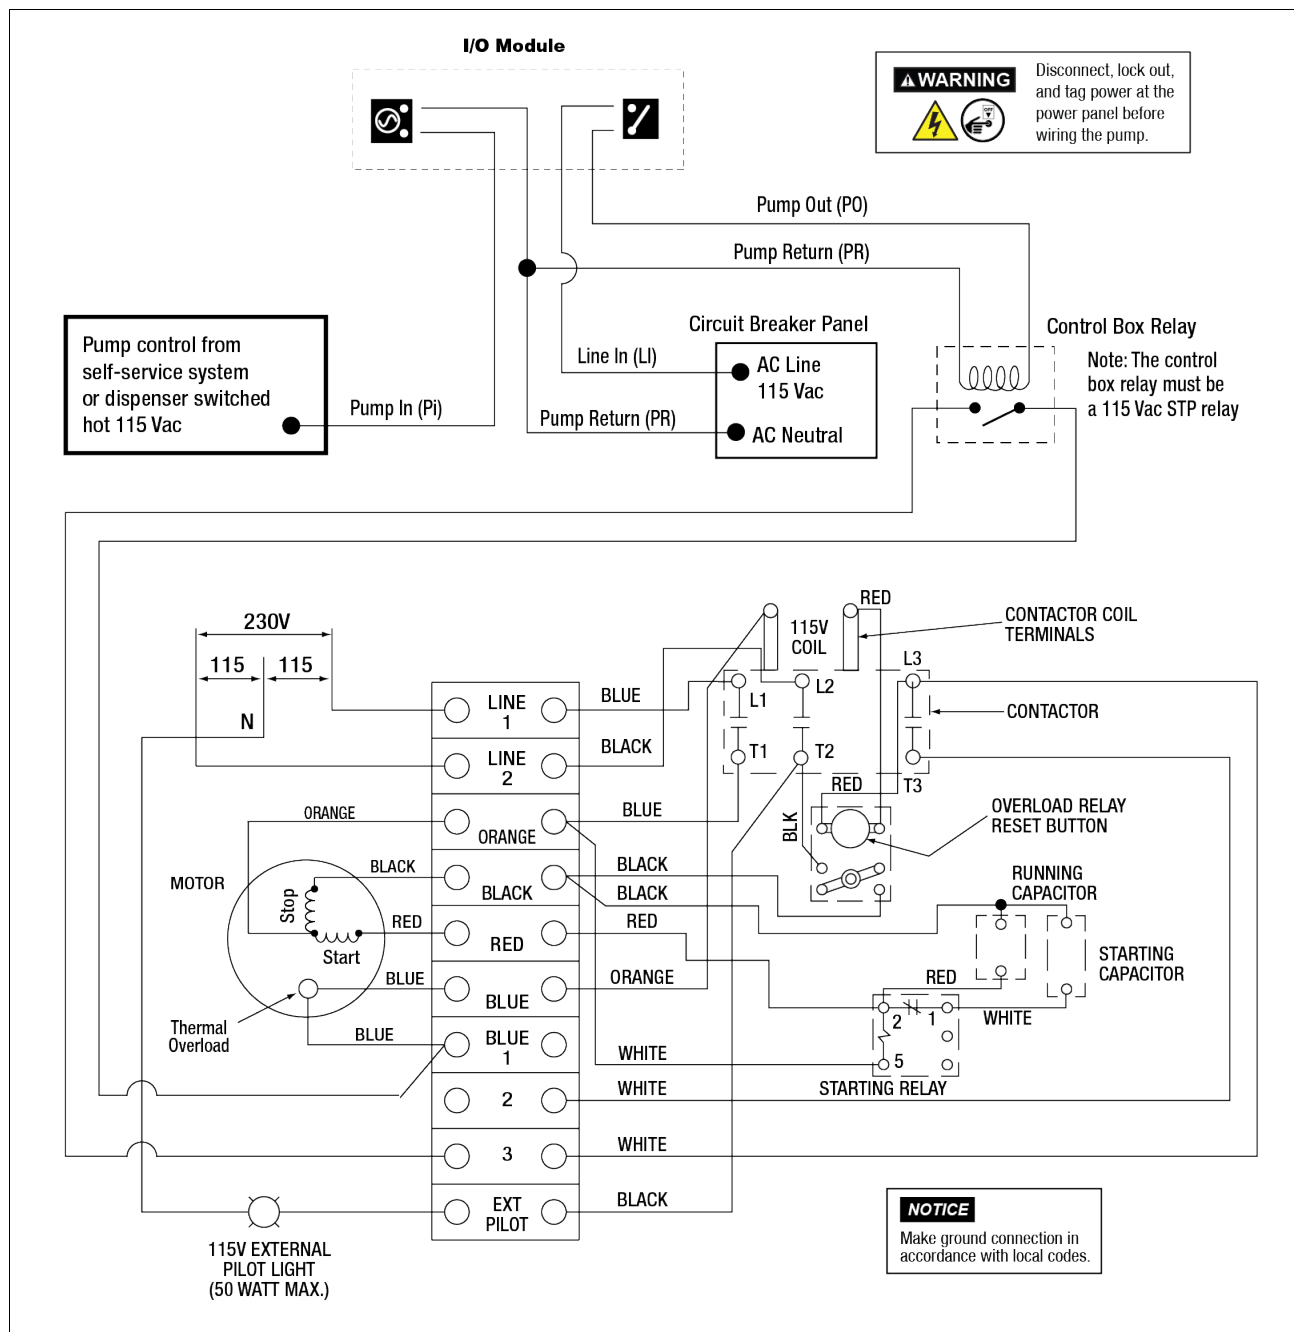 I/O Module
WARNING
Disconnect, lock out,
and tag power at the
power panel before
wiring the pump.
OFF
Pump Out (PO)
Pump Return (PR)
Pump control from
self-service system
or dispenser switched
hot 115 Vac
Pump In (Pi)
Line In (LI)
Pump Return (PR)
Circuit Breaker Panel
AC Line
115 Vac
AC Neutral
Control Box Relay
Note: The control
box relay must be
a 115 Vac STP relay
230V
115
115
N
LINE
1
LINE
2
ORANGE
BLACK
RED
BLUE
BLUE
1
2
3
EXT
PILOT
ORANGE
BLACK
MOTOR
Stop
Start
RED
BLUE
Thermal
Overload
BLUE
115V EXTERNAL
PILOT LIGHT
(50 WATT MAX.)
BLUE
BLACK
BLUE
BLACK
BLACK
RED
ORANGE
WHITE
WHITE
WHITE
BLACK
115V
COIL
RED
CONTACTOR COIL
TERMINALS
L1
L2
L3
CONTACTOR
T1
T2
T3
RED
BLK
OVERLOAD RELAY
RESET BUTTON
RUNNING
CAPACITOR
STARTING
CAPACITOR
RED
WHITE
2
1
5
STARTING RELAY
NOTICE
Make ground connection in
accordance with local codes.